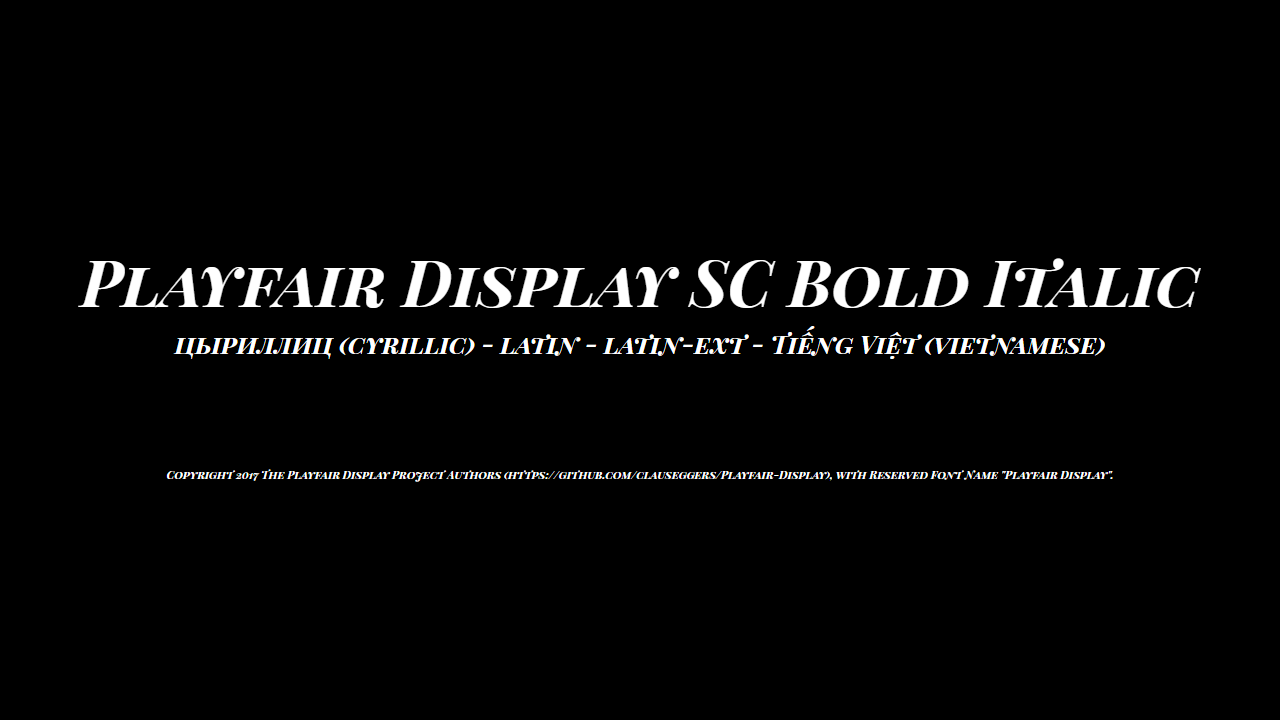 Playfair Display SC Bold Italic
цыриллиц (cyrillic) - latin - latin-ext - Tiếng Việt (vietnamese)
Copyright 2017 The Playfair Display Project Authors (https://github.com/clauseggers/Playfair-Display), with Reserved Font Name "Playfair Display".